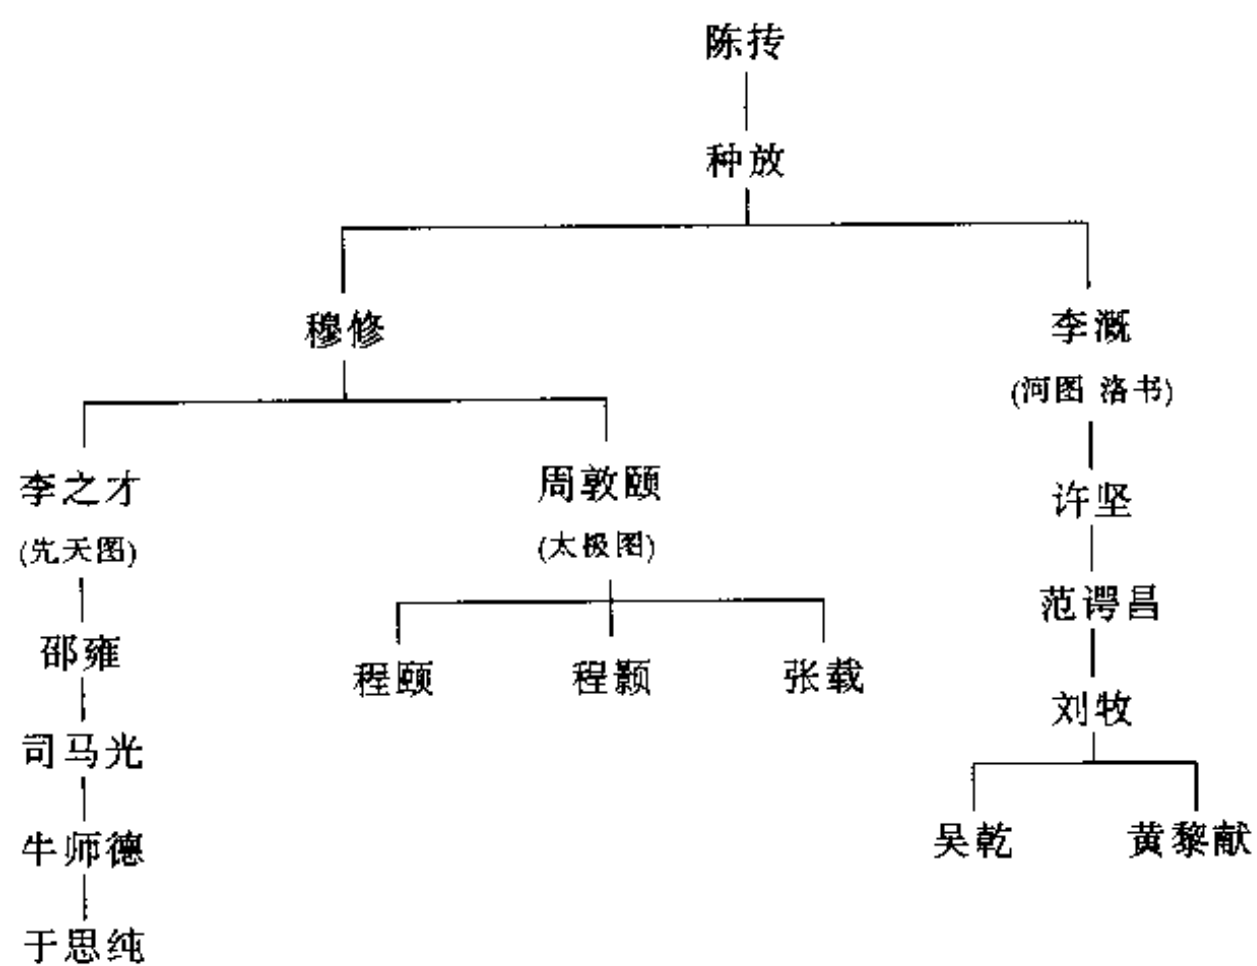 陈抟
种放
穆修
李溉
(河图 洛书)
李之才
(先天图)
周敦颐
(太极图)
许坚
范谔昌
邵雍
程颐
程颢
张载
刘牧
司马光
吴乾
黄黎献
牛师德
于思纯